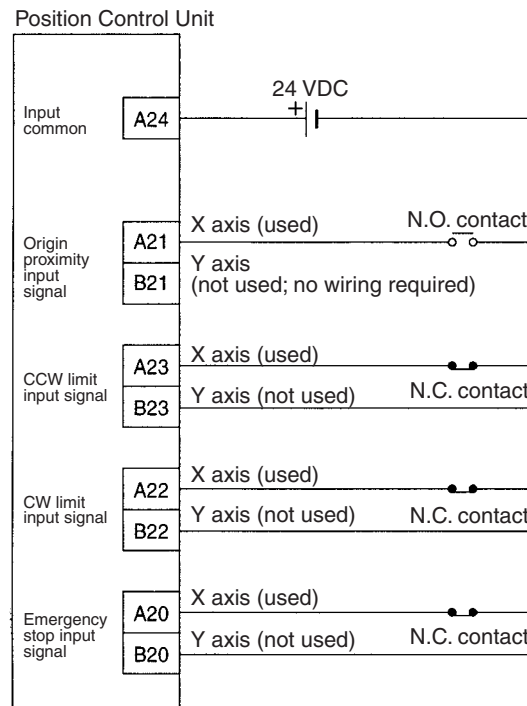 Position Control Unit
24 VDC
+
Input
common
A24
X axis (used)
N.O. contact
Origin
proximity
input
signal
A21
B21
Y axis
(not used; no wiring required)
X axis (used)
CCW limit
input signal
A23
B23
Y axis (not used)
N.C. contact
X axis (used)
CW limit
input signal
A22
B22
Y axis (not used)
N.C. contact
X axis (used)
Emergency
stop input
signal
A20
B20
Y axis (not used)
N.C. contact